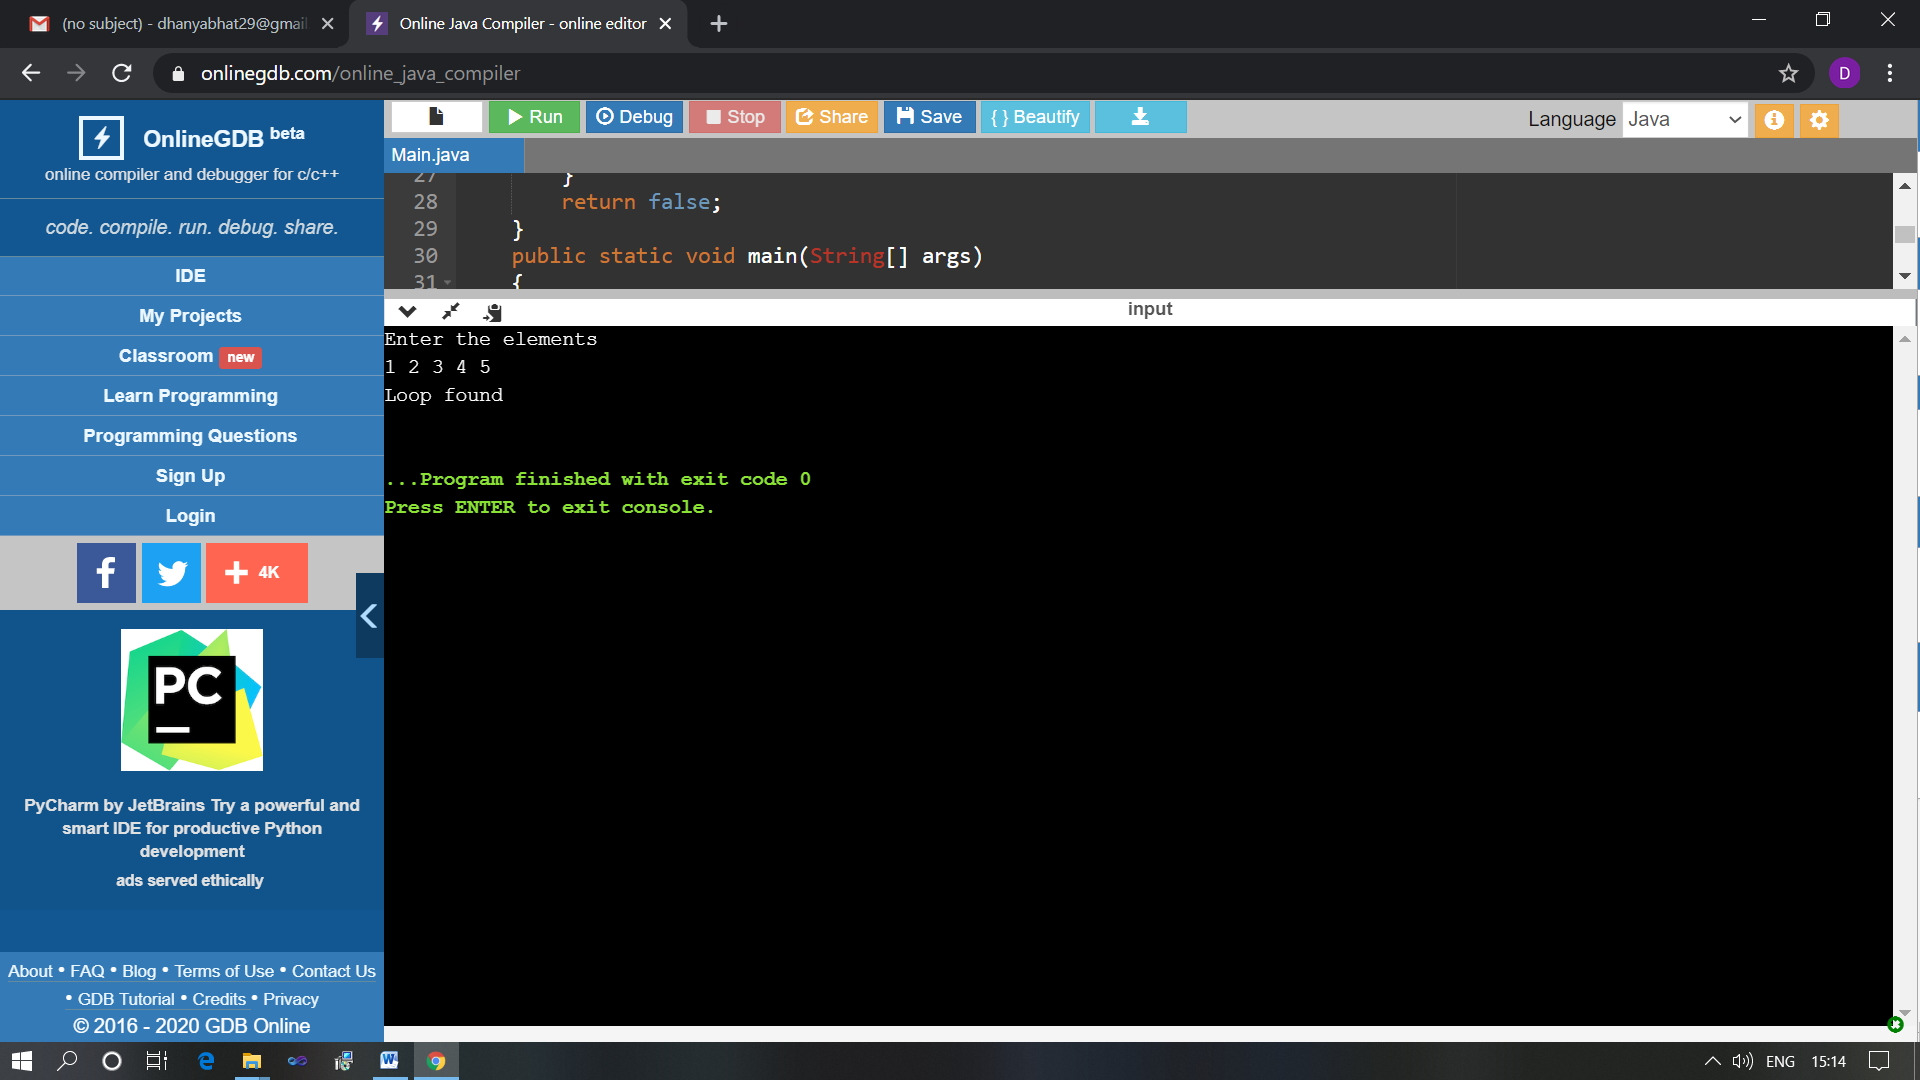 (no subject) - dhanyabhat29@gmai
Online Java Compiler - online editor
onlinegdb.com/online_java_compiler
D
OnlineGDB beta
online compiler and debugger for c/c++
code. compile. run. debug. share.
IDE
My Projects
Classroom new
Learn Programming
Programming Questions
Sign Up
Login
f
4K
PC
PyCharm by JetBrains Try a powerful and
smart IDE for productive Python
development
ads served ethically
About • FAQ • Blog • Terms of Use • Contact Us
• GDB Tutorial • Credits • Privacy
© 2016 - 2020 GDB Online
Run Debug Stop Share Save { } Beautify
Language Java
Main.java
27 }
28 return false;
29 }
30 public static void main(String[] args)
31 {
input
Enter the elements
1 2 3 4 5
Loop found
...Program finished with exit code 0
Press ENTER to exit console.
ENG 15:14